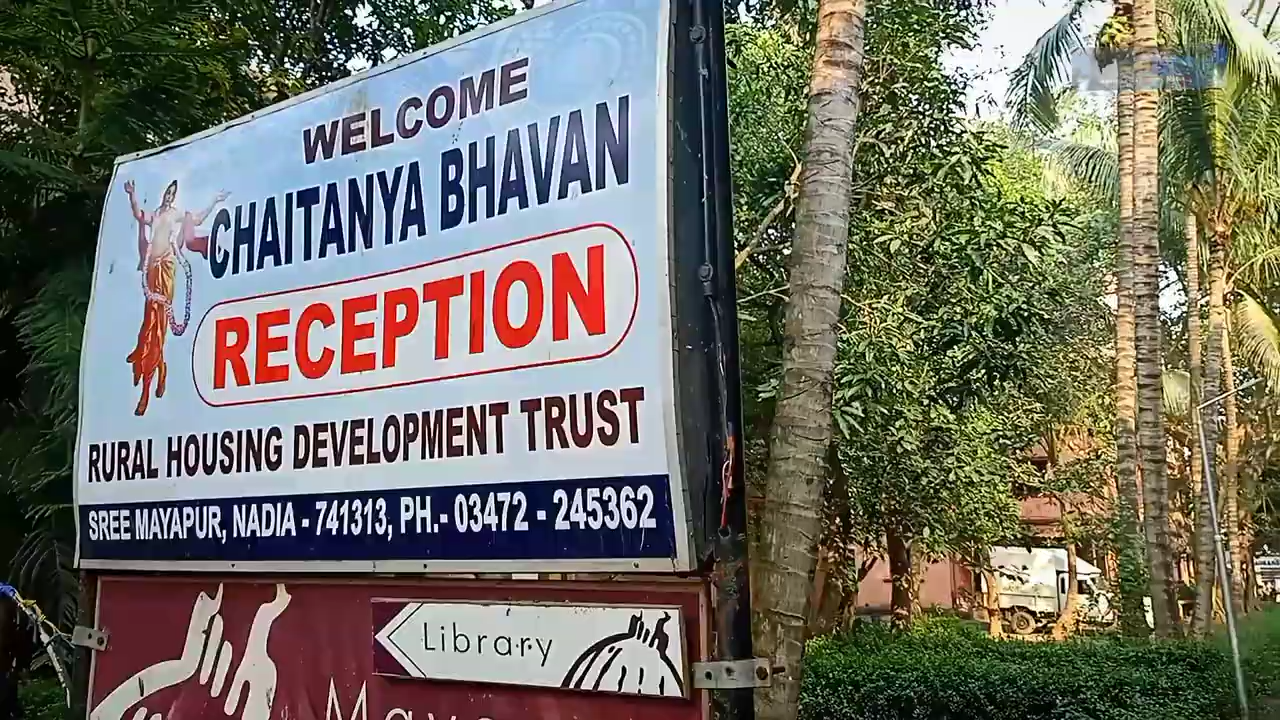 WELCOME
CHAITANYA BHAVAN
RECEPTION
RURAL HOUSING DEVELOPMENT TRUST
SREE MAYAPUR, NADIA - 741313, PH.- 03472 - 245362
Library